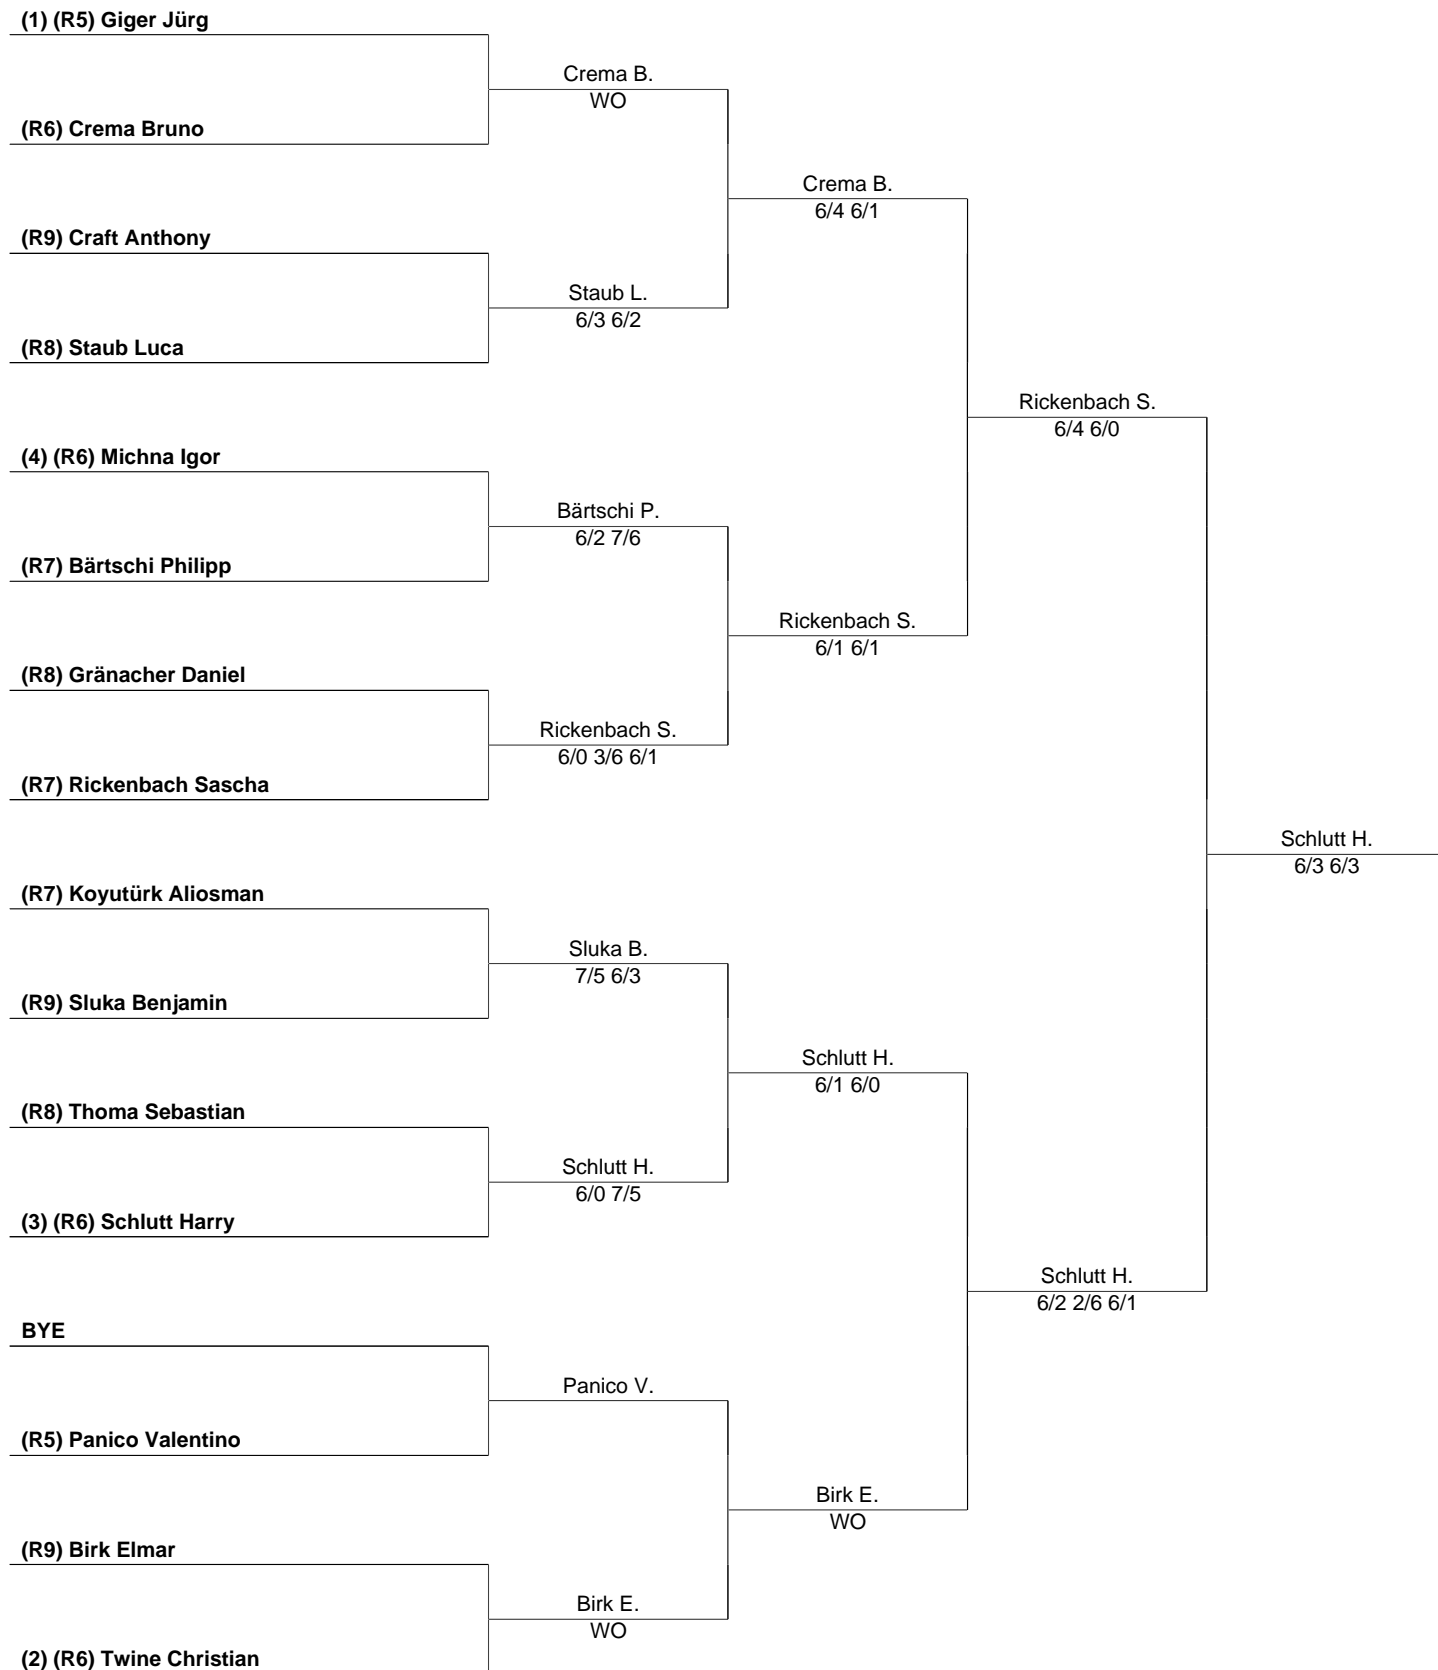 (1) (R5) Giger Jürg
Crema B.
WO
(R6) Crema Bruno
Crema B.
6/4 6/1
(R9) Craft Anthony
Staub L.
6/3 6/2
(R8) Staub Luca
Rickenbach S.
6/4 6/0
(4) (R6) Michna Igor
Bärtschi P.
6/2 7/6
(R7) Bärtschi Philipp
Rickenbach S.
6/1 6/1
(R8) Gränacher Daniel
Rickenbach S.
6/0 3/6 6/1
(R7) Rickenbach Sascha
Schlutt H.
6/3 6/3
(R7) Koyutürk Aliosman
Sluka B.
7/5 6/3
(R9) Sluka Benjamin
Schlutt H.
6/1 6/0
(R8) Thoma Sebastian
Schlutt H.
6/0 7/5
(3) (R6) Schlutt Harry
Schlutt H.
6/2 2/6 6/1
BYE
Panico V.
(R5) Panico Valentino
Birk E.
WO
(R9) Birk Elmar
Birk E.
WO
(2) (R6) Twine Christian